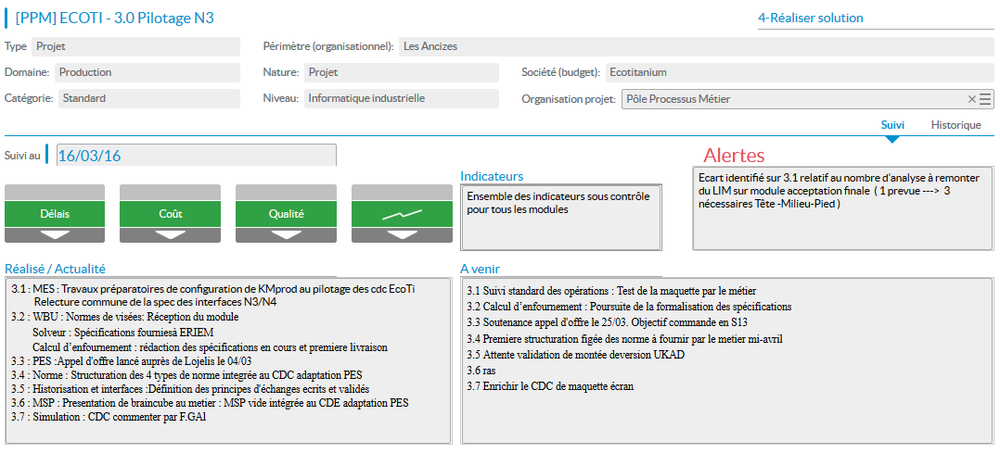 [PPM] ECOTI - 3.0 Pilotage N3
4-Réaliser solution
Type Projet
Périmètre (organisationnel): Les Ancizes
Domaine: Production
Nature: Projet
Société (budget): Ecotitanium
Catégorie: Standard
Niveau: Informatique industrielle
Organisation projet: Pôle Processus Métier
Suivi
Historique
Suivi au 16/03/16
Alertes
Ecart identifié sur 3.1 relatif au nombre d'analyse à remonter
du LIM sur module acceptation finale ( 1 prevue ---> 3
nécessaires Tête -Milieu-Pied )
Indicateurs
Ensemble des indicateurs sous contrôle
pour tous les modules
Délais
Coût
Qualité
Réalisé / Actualité
3.1 : MES : Travaux préparatoires de configuration de KMprod au pilotage des cdc EcoTi
Relecture commune de la spec des interfaces N3/N4
3.2 : WBU : Normes de visées: Réception du module
Solveur : Spécifications fourniesà ERIEM
Calcul d’enfournement : rédaction des spécifications en cours et premiere livraison
3.3 : PES :Appel d'offre lancé auprès de Lojelis le 04/03
3.4 : Norme : Structuration des 4 types de norme integrée au CDC adaptation PES
3.5 : Historisation et interfaces :Définition des principes d'échanges ecrits et validés
3.6 : MSP : Presentation de braincube au metier : MSP vide intégrée au CDE adaptation PES
3.7 : Simulation : CDC commenter par F.GAl
A venir
3.1 Suivi standard des opérations : Test de la maquette par le métier
3.2 Calcul d’enfournement : Poursuite de la formalisation des spécifications
3.3 Soutenance appel d'offre le 25/03. Objectif commande en S13
3.4 Premiere structuration figée des norme à fournir par le metier mi-avril
3.5 Attente validation de montée deversion UKAD
3.6 ras
3.7 Enrichir le CDC de maquette écran